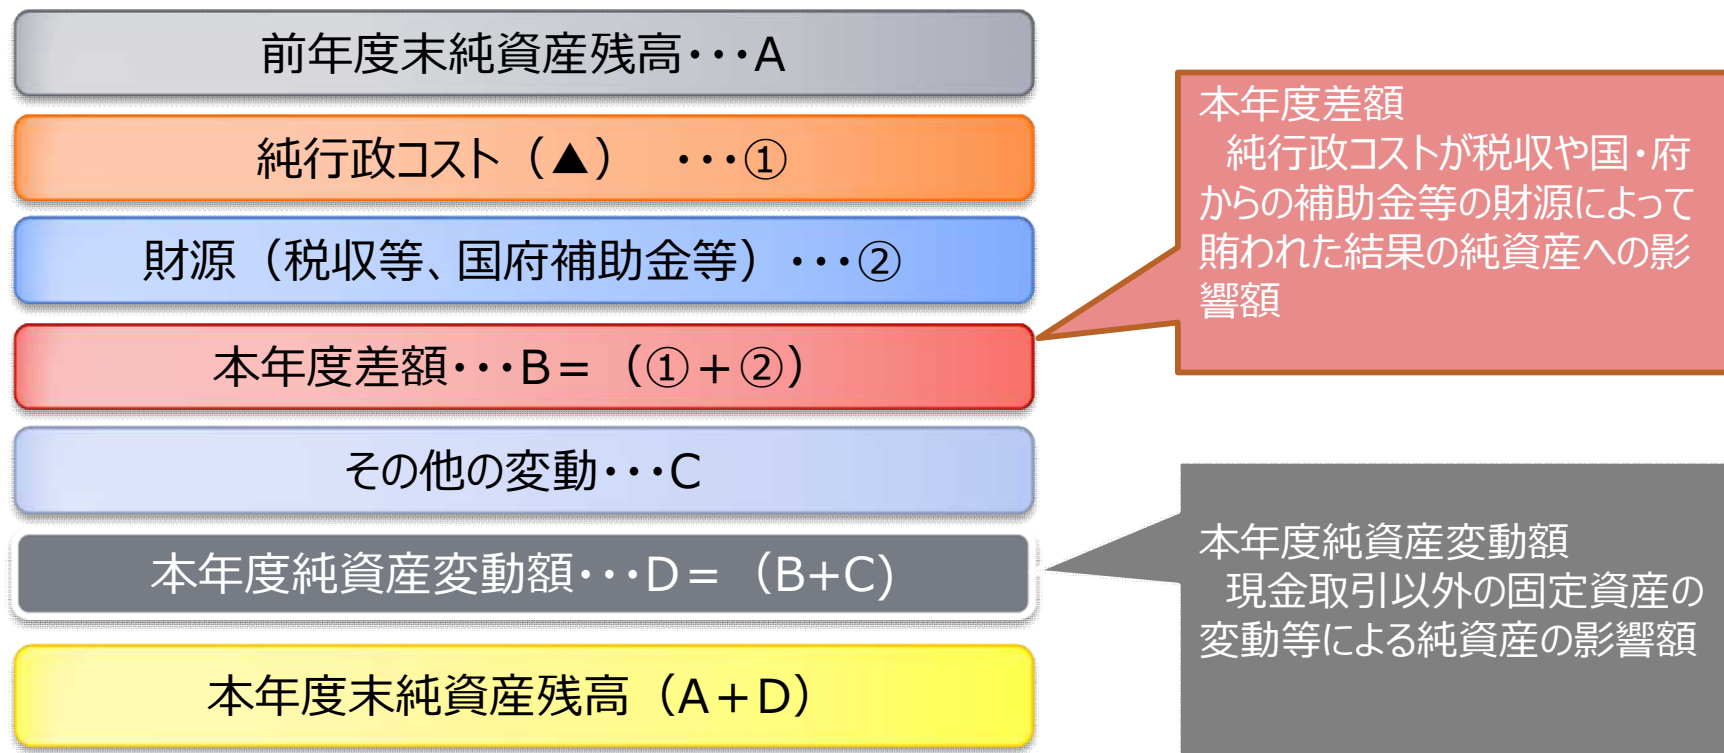 前年度末純資産残高・・・A
純行政コスト（▲）　・・・①
財源（税収等、国府補助金等）・・・②
本年度差額・・・B＝（①＋②）
その他の変動・・・C
本年度純資産変動額・・・D＝（B+C)
本年度末純資産残高（A＋D）
本年度差額
純行政コストが税収や国・府
からの補助金等の財源によって
賄われた結果の純資産への影
響額
本年度純資産変動額
現金取引以外の固定資産の
変動等による純資産の影響額